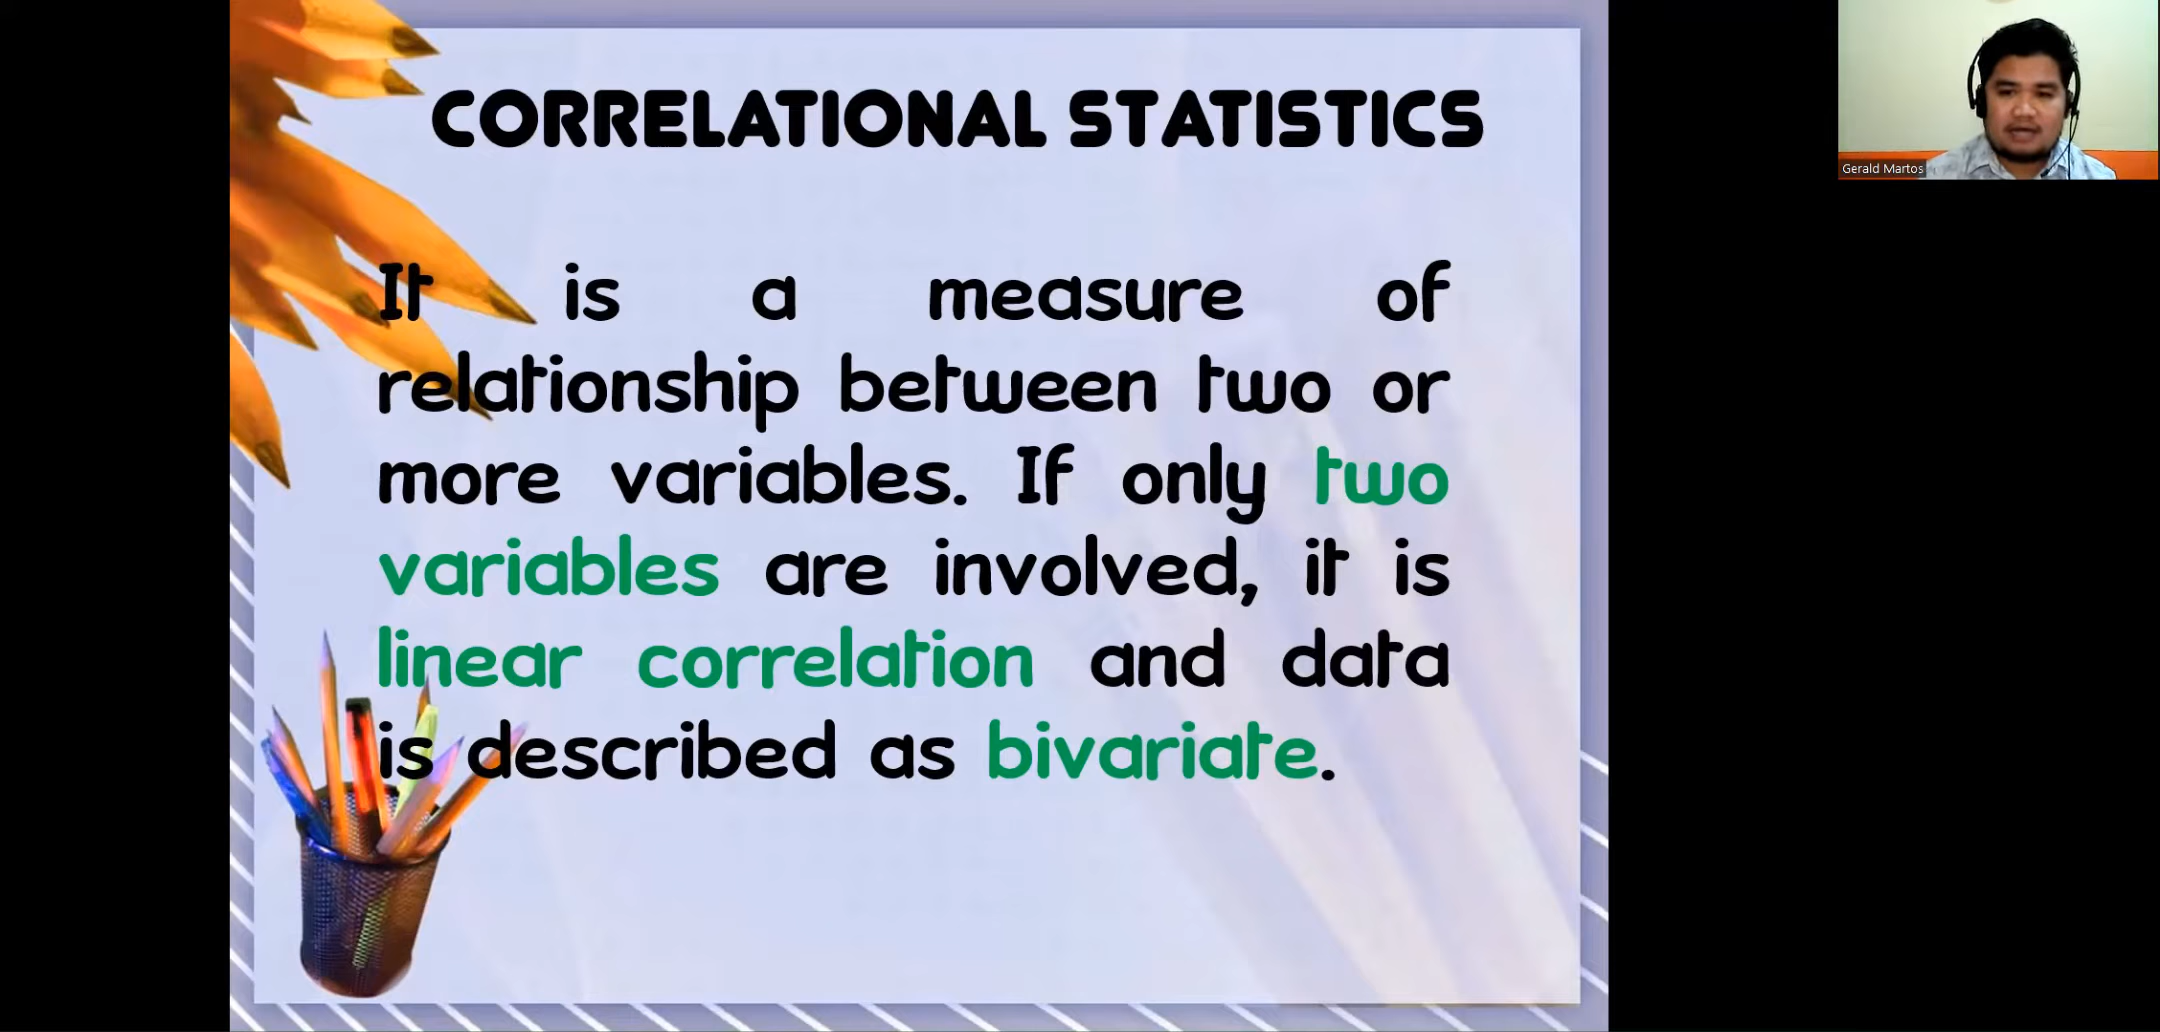 CORRELATIONAL STATISTICS
It is a measure of
relationship between two or
more variables. If only two
variables are involved, it is
linear correlation and data
is described as bivariate.
Gerald Martos